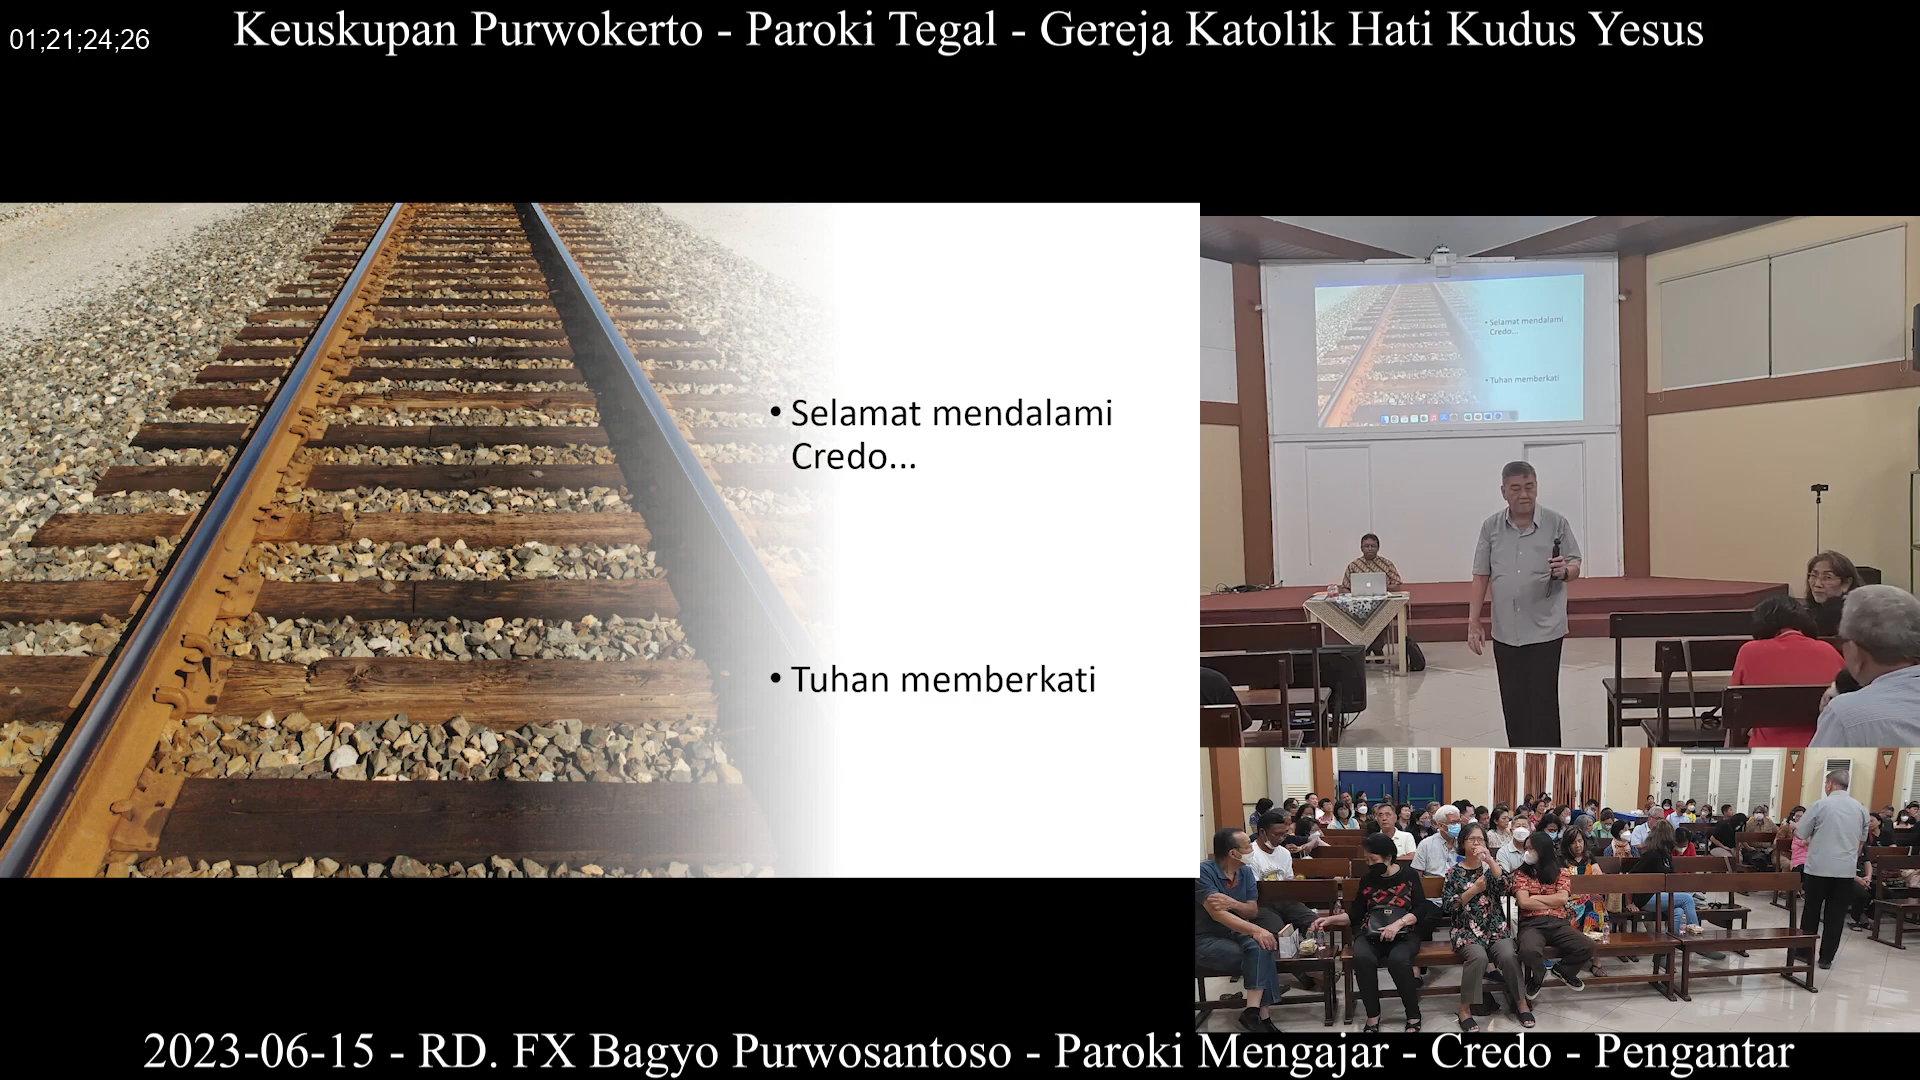 01;21;24;26
Keuskupan Purwokerto - Paroki Tegal - Gereja Katolik Hati Kudus Yesus
• Selamat mendalami
Credo...
• Tuhan memberkati
• Selamat mendalami
Credo...
• Tuhan memberkati
2023-06-15 - RD. FX Bagyo Purwosantoso - Paroki Mengajar - Credo - Pengantar